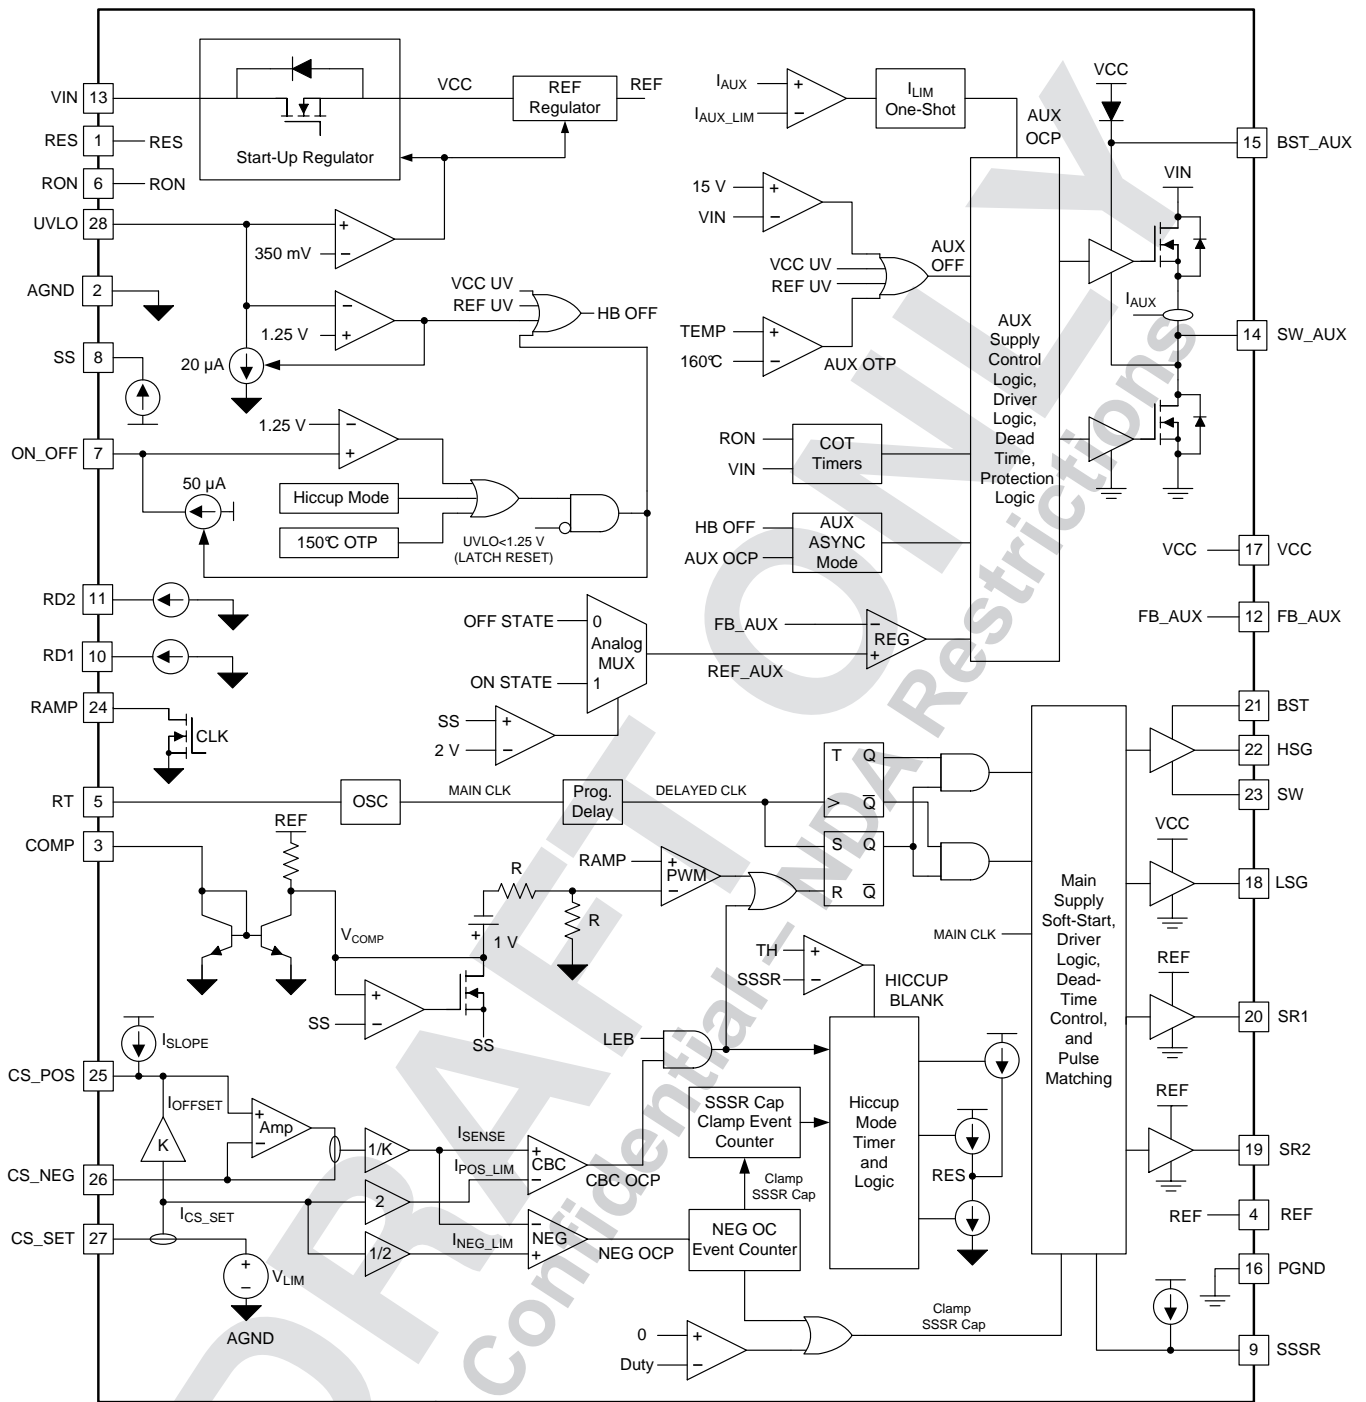 VIN 13
RES 1 RES
RON 6 RON
UVLO 28
AGND 2
SS 8
ON_OFF 7
RD2 11
RD1 10
RAMP 24
RT 5
COMP 3
CS_POS 25
CS_NEG 26
CS_SET 27
Start-Up Regulator
VCC
REF
Regulator
REF
350 mV
+
−
1.25 V
−
+
20 µA
VCC UV
REF UV
HB OFF
1.25 V
−
+
50 µA
Hiccup Mode
150°C OTP
UVLO<1.25 V
(LATCH RESET)
CLK
I_AUX
I_AUX_LIM
+
−
I_LIM
One-Shot
AUX
OCP
15 V
VIN
+
−
VCC UV
REF UV
AUX
OFF
TEMP
160°C
+
−
AUX OTP
RON
VIN
COT
Timers
HB OFF
AUX OCP
AUX
ASYNC
Mode
OFF STATE
ON STATE
0
Analog
MUX
1
FB_AUX
REF_AUX
−
REG
+
SS
2 V
+
−
AUX
Supply
Control
Logic,
Driver
Logic,
Dead
Time,
Protection
Logic
VCC
VIN
I_AUX
15 BST_AUX
14 SW_AUX
VCC 17 VCC
FB_AUX 12 FB_AUX
21 BST
22 HSG
23 SW
VCC
18 LSG
REF
20 SR1
REF
19 SR2
REF 4 REF
16 PGND
9 SSSR
OSC
MAIN CLK
Prog.
Delay
DELAYED CLK
T Q
> Q̅
S Q
R Q̅
REF
V_COMP
+
−
SS
SS
+
1 V
R
R
RAMP
+
PWM
−
MAIN CLK
Main
Supply
Soft-Start,
Driver
Logic,
Dead-
Time
Control,
and
Pulse
Matching
TH
SSSR
+
−
HICCUP
BLANK
LEB
Hiccup
Mode
Timer
and
Logic
RES
SSSR Cap
Clamp Event
Counter
Clamp
SSSR Cap
NEG OC
Event Counter
I_SLOPE
I_OFFSET
K
+
Amp
−
1/K
2
1/2
I_SENSE
I_POS_LIM
+
CBC
−
CBC OCP
I_CS_SET
I_NEG_LIM
−
NEG
+
NEG OCP
+
−
V_LIM
AGND
0
Duty
+
−
Clamp
SSSR Cap
DRAFT ONLY
Confidential – NDA Restrictions